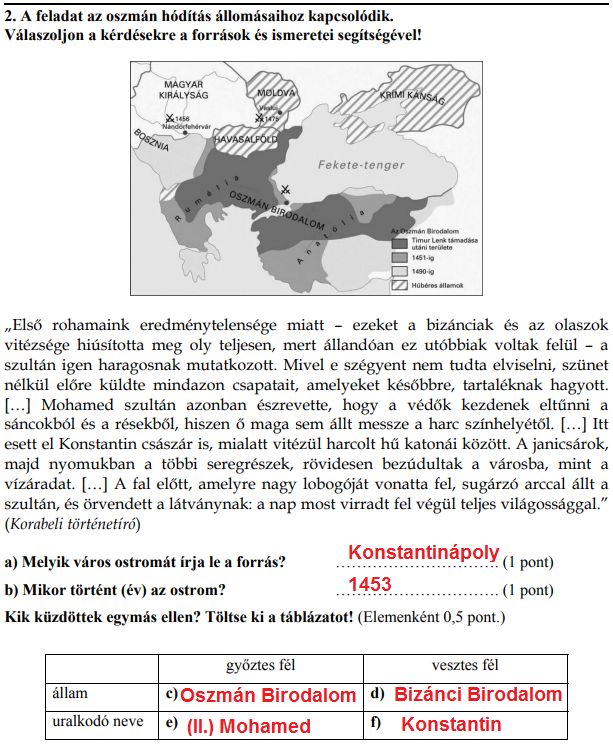 2. A feladat az oszmán hódítás állomásaihoz kapcsolódik.
Válaszoljon a kérdésekre a források és ismeretei segítségével!
MAGYAR
KIRÁLYSÁG
MOLDVA
KRÍMI KÁNSÁG
Vaslui
1475
1456
Nándorfehérvár
BOSZNIA
HAVASALFÖLD
Fekete-tenger
Rumélia
OSZMÁN BIRODALOM
Anatólia
Az Oszmán Birodalom
Timur Lenk támadása
utáni területe
1451-ig
1490-ig
Hűbéres államok
„Első rohamaink eredménytelensége miatt – ezeket a bizánciak és az olaszok
vitézsége hiúsította meg oly teljesen, mert állandóan ez utóbbiak voltak felül – a
szultán igen haragosnak mutatkozott. Mivel e szégyent nem tudta elviselni, szünet
nélkül előre küldte mindazon csapatait, amelyeket későbbre, tartaléknak hagyott.
[…] Mohamed szultán azonban észrevette, hogy a védők kezdenek eltűnni a
sáncokból és a résekből, hiszen ő maga sem állt messze a harc színhelyétől. […] Itt
esett el Konstantin császár is, mialatt vitézül harcolt hű katonái között. A janicsárok,
majd nyomukban a többi seregrészek, rövidesen bezúdultak a városba, mint a
vízáradat. […] A fal előtt, amelyre nagy lobogóját vonatta fel, sugárzó arccal állt a
szultán, és örvendett a látványnak: a nap most virradt fel végül teljes világossággal.”
(Korabeli történetíró)
a) Melyik város ostromát írja le a forrás? Konstantinápoly (1 pont)
b) Mikor történt (év) az ostrom? 1453 (1 pont)
Kik küzdöttek egymás ellen? Töltse ki a táblázatot! (Elemenként 0,5 pont.)
győztes fél vesztes fél
állam c) Oszmán Birodalom d) Bizánci Birodalom
uralkodó neve e) (II.) Mohamed f) Konstantin